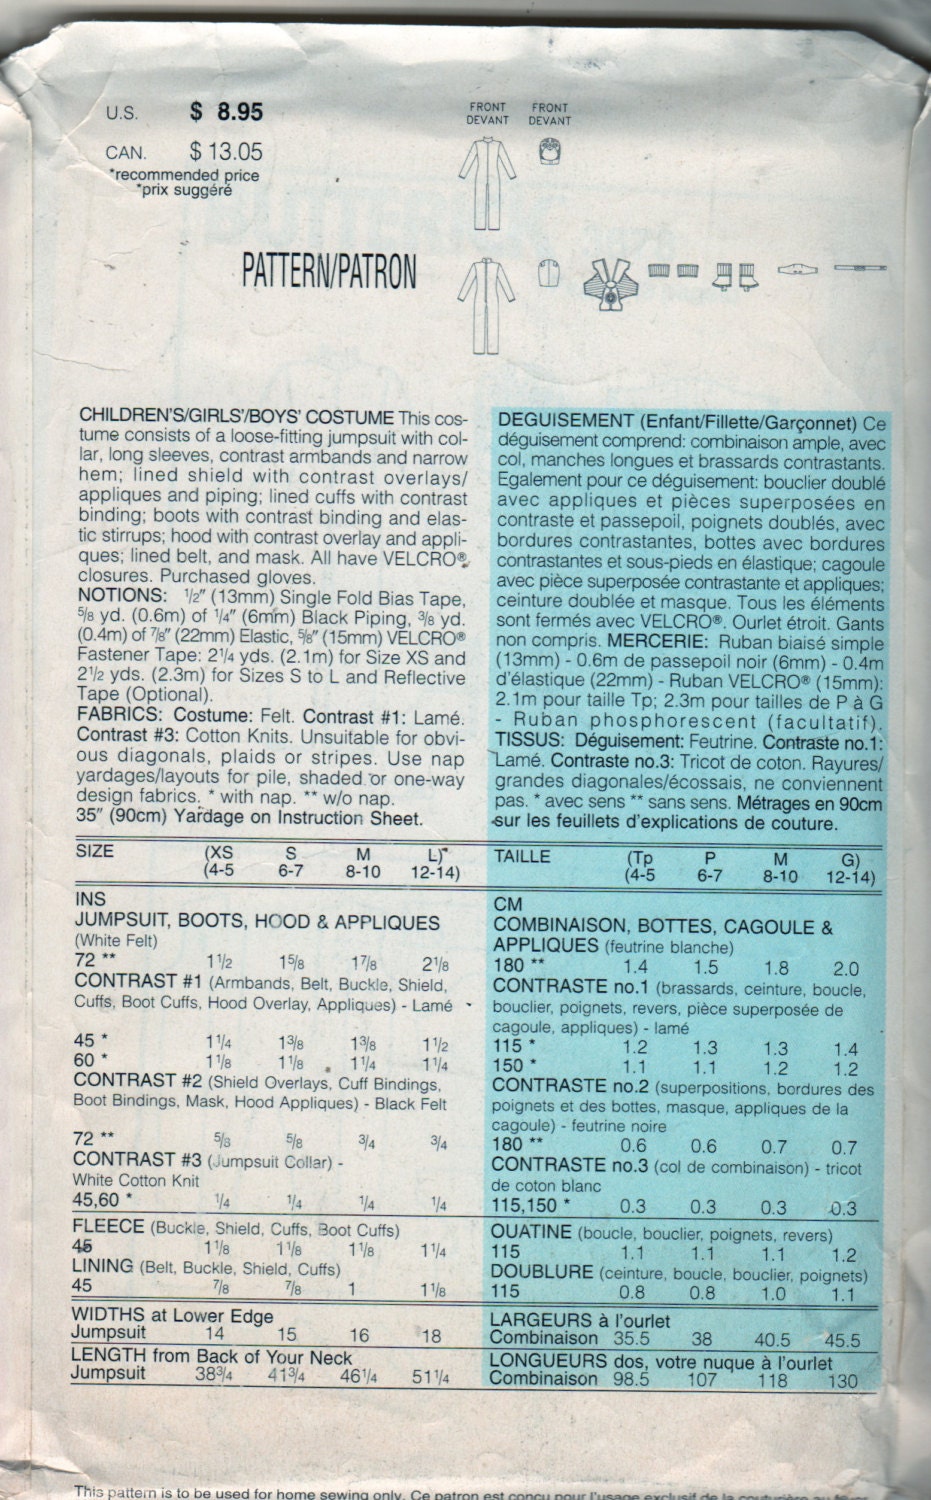 U.S. $ 8.95
CAN. $ 13.05
*recommended price
*prix suggéré
FRONT
DEVANT
FRONT
DEVANT
PATTERN/PATRON
CHILDREN'S/GIRLS'/BOYS' COSTUME This cos-
tume consists of a loose-fitting jumpsuit with col-
lar, long sleeves, contrast armbands and narrow
hem; lined shield with contrast overlays/
appliques and piping; lined cuffs with contrast
binding; boots with contrast binding and elas-
tic stirrups; hood with contrast overlay and appli-
ques; lined belt, and mask. All have VELCRO®
closures. Purchased gloves.
NOTIONS: 1/2" (13mm) Single Fold Bias Tape,
5/8 yd. (0.6m) of 1/4" (6mm) Black Piping, 3/8 yd.
(0.4m) of 7/8" (22mm) Elastic, 5/8" (15mm) VELCRO®
Fastener Tape: 2 1/4 yds. (2.1m) for Size XS and
2 1/2 yds. (2.3m) for Sizes S to L and Reflective
Tape (Optional).
FABRICS: Costume: Felt. Contrast #1: Lamé.
Contrast #3: Cotton Knits. Unsuitable for obvi-
ous diagonals, plaids or stripes. Use nap
yardages/layouts for pile, shaded or one-way
design fabrics. * with nap. ** w/o nap.
35" (90cm) Yardage on Instruction Sheet.
SIZE (XS S M L)
(4-5 6-7 8-10 12-14)
INS
JUMPSUIT, BOOTS, HOOD & APPLIQUES
(White Felt)
72 ** 1 1/2 1 5/8 1 7/8 2 1/8
CONTRAST #1 (Armbands, Belt, Buckle, Shield,
Cuffs, Boot Cuffs, Hood Overlay, Appliques) - Lamé
45 * 1 1/4 1 3/8 1 3/8 1 1/2
60 * 1 1/8 1 1/8 1 1/4 1 1/4
CONTRAST #2 (Shield Overlays, Cuff Bindings,
Boot Bindings, Mask, Hood Appliques) - Black Felt
72 ** 5/8 5/8 3/4 3/4
CONTRAST #3 (Jumpsuit Collar) -
White Cotton Knit
45,60 * 1/4 1/4 1/4 1/4
FLEECE (Buckle, Shield, Cuffs, Boot Cuffs)
45 1 1/8 1 1/8 1 1/8 1 1/4
LINING (Belt, Buckle, Shield, Cuffs)
45 7/8 7/8 1 1 1/8
WIDTHS at Lower Edge
Jumpsuit 14 15 16 18
LENGTH from Back of Your Neck
Jumpsuit 38 3/4 41 3/4 46 1/4 51 1/4
DEGUISEMENT (Enfant/Fillette/Garçonnet) Ce
déguisement comprend: combinaison ample, avec
col, manches longues et brassards contrastants.
Egalement pour ce déguisement: bouclier doublé
avec appliques et pièces superposées en
contraste et passepoil, poignets doublés, avec
bordures contrastantes, bottes avec bordures
contrastantes et sous-pieds en élastique; cagoule
avec pièce superposée contrastante et appliques;
ceinture doublée et masque. Tous les éléments
sont fermés avec VELCRO®. Ourlet étroit. Gants
non compris. MERCERIE: Ruban biaisé simple
(13mm) - 0.6m de passepoil noir (6mm) - 0.4m
d'élastique (22mm) - Ruban VELCRO® (15mm):
2.1m pour taille Tp; 2.3m pour tailles de P à G
- Ruban phosphorescent (facultatif).
TISSUS: Déguisement: Feutrine. Contraste no.1:
Lamé. Contraste no.3: Tricot de coton. Rayures/
grandes diagonales/écossais, ne conviennent
pas. * avec sens ** sans sens. Métrages en 90cm
sur les feuillets d'explications de couture.
TAILLE (Tp P M G)
(4-5 6-7 8-10 12-14)
CM
COMBINAISON, BOTTES, CAGOULE &
APPLIQUES (feutrine blanche)
180 ** 1.4 1.5 1.8 2.0
CONTRASTE no.1 (brassards, ceinture, boucle,
bouclier, poignets, revers, pièce superposée de
cagoule, appliques) - lamé
115 * 1.2 1.3 1.3 1.4
150 * 1.1 1.1 1.2 1.2
CONTRASTE no.2 (superpositions, bordures des
poignets et des bottes, masque, appliques de la
cagoule) - feutrine noire
180 ** 0.6 0.6 0.7 0.7
CONTRASTE no.3 (col de combinaison) - tricot
de coton blanc
115,150 * 0.3 0.3 0.3 0.3
OUATINE (boucle, bouclier, poignets, revers)
115 1.1 1.1 1.1 1.2
DOUBLURE (ceinture, boucle, bouclier, poignets)
115 0.8 0.8 1.0 1.1
LARGEURS à l'ourlet
Combinaison 35.5 38 40.5 45.5
LONGUEURS dos, votre nuque à l'ourlet
Combinaison 98.5 107 118 130
This pattern is to be used for home sewing only. Ce patron est conçu pour l'usage exclusif de la couturière au foyer